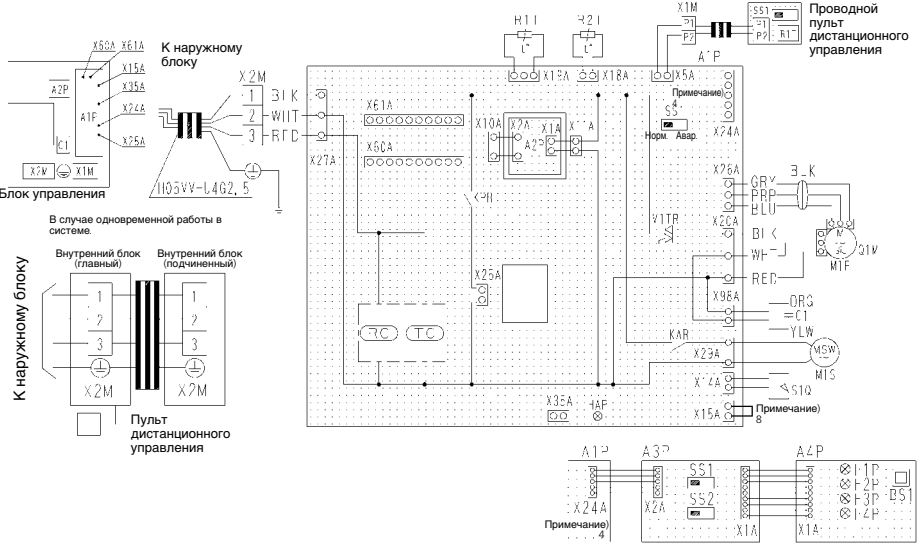 X60A X61A
X15A
X35A
X24A
X25A
A2P
A1P
C1
X2M X1M
Блок управления
К наружному
блоку
X2M
1
2
3
BLK
WHT
RED
X27A
H05VV-U4G2,5
В случае одновременной работы в
системе.
Внутренний блок
(главный)
Внутренний блок
(подчиненный)
К наружному блоку
1
2
3
X2M
1
2
3
X2M
Пульт
дистанционного
управления
R1T
R2T
t°
t°
X19A
X18A
X5A
X61A
X60A
X10A
X2A
X1A
A2P
X25A
RC
TC
X35A
HAP
V1TR
KAR
X1M
P1
P2
SS1
P1
P2
R1T
Проводной
пульт
дистанционного
управления
A1P
Примечание)
4
X24A
SS
Норм. Авар.
X26A
GRY
PRP
BLU
BLK
X20A
BLK
WHT
RED
M1F
Q1M
X98A
ORG
C1
YLW
X29A
MSW
M1S
X14A
S1Q
X15A
Примечание)
8
A1P
X24A
Примечание)
4
A3P
SS1
SS2
X2A
X1A
A4P
H1P
H2P
H3P
H4P
BS1
X1A